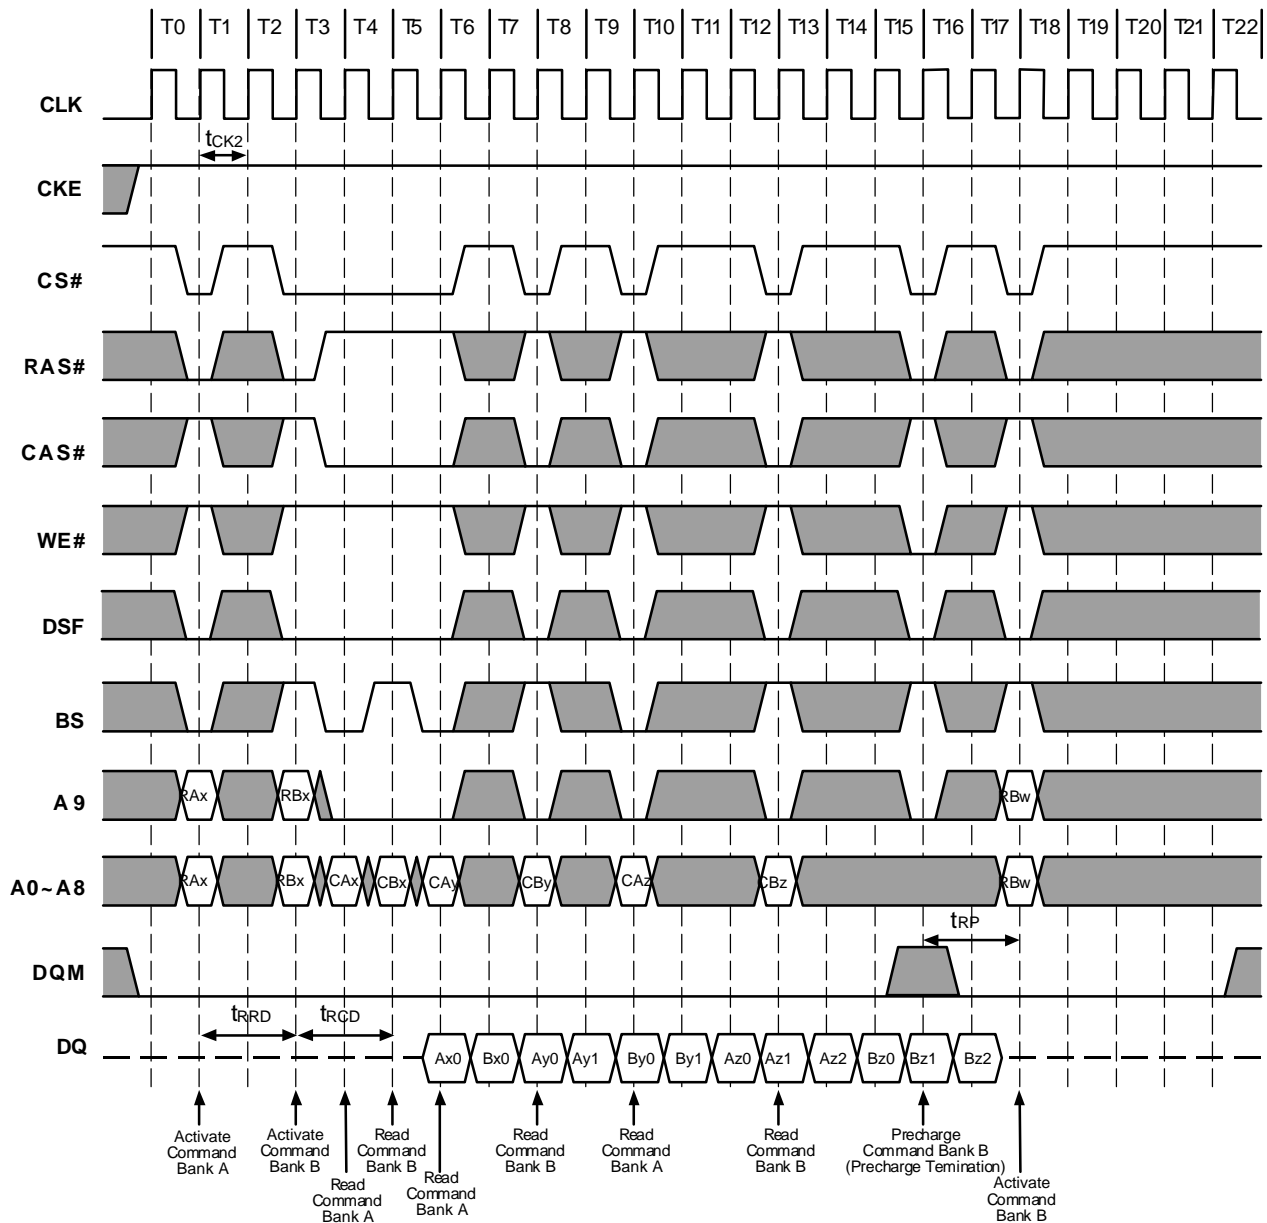 T0 T1 T2 T3 T4 T5 T6 T7 T8 T9 T10 T11 T12 T13 T14 T15 T16 T17 T18 T19 T20 T21 T22
CLK
tCK2
CKE
CS#
RAS#
CAS#
WE#
DSF
BS
A9
RAx RBx RBw
A0~A8
RAx RBx CAx CBx CAy CBy CAz CBz RBw
tRP
DQM
tRRD tRCD
DQ
Ax0 Bx0 Ay0 Ay1 By0 By1 Az0 Az1 Az2 Bz0 Bz1 Bz2
Activate
Command
Bank A
Activate
Command
Bank B
Read
Command
Bank A
Read
Command
Bank B
Read
Command
Bank A
Read
Command
Bank B
Read
Command
Bank A
Read
Command
Bank B
Precharge
Command Bank B
(Precharge Temination)
Activate
Command
Bank B